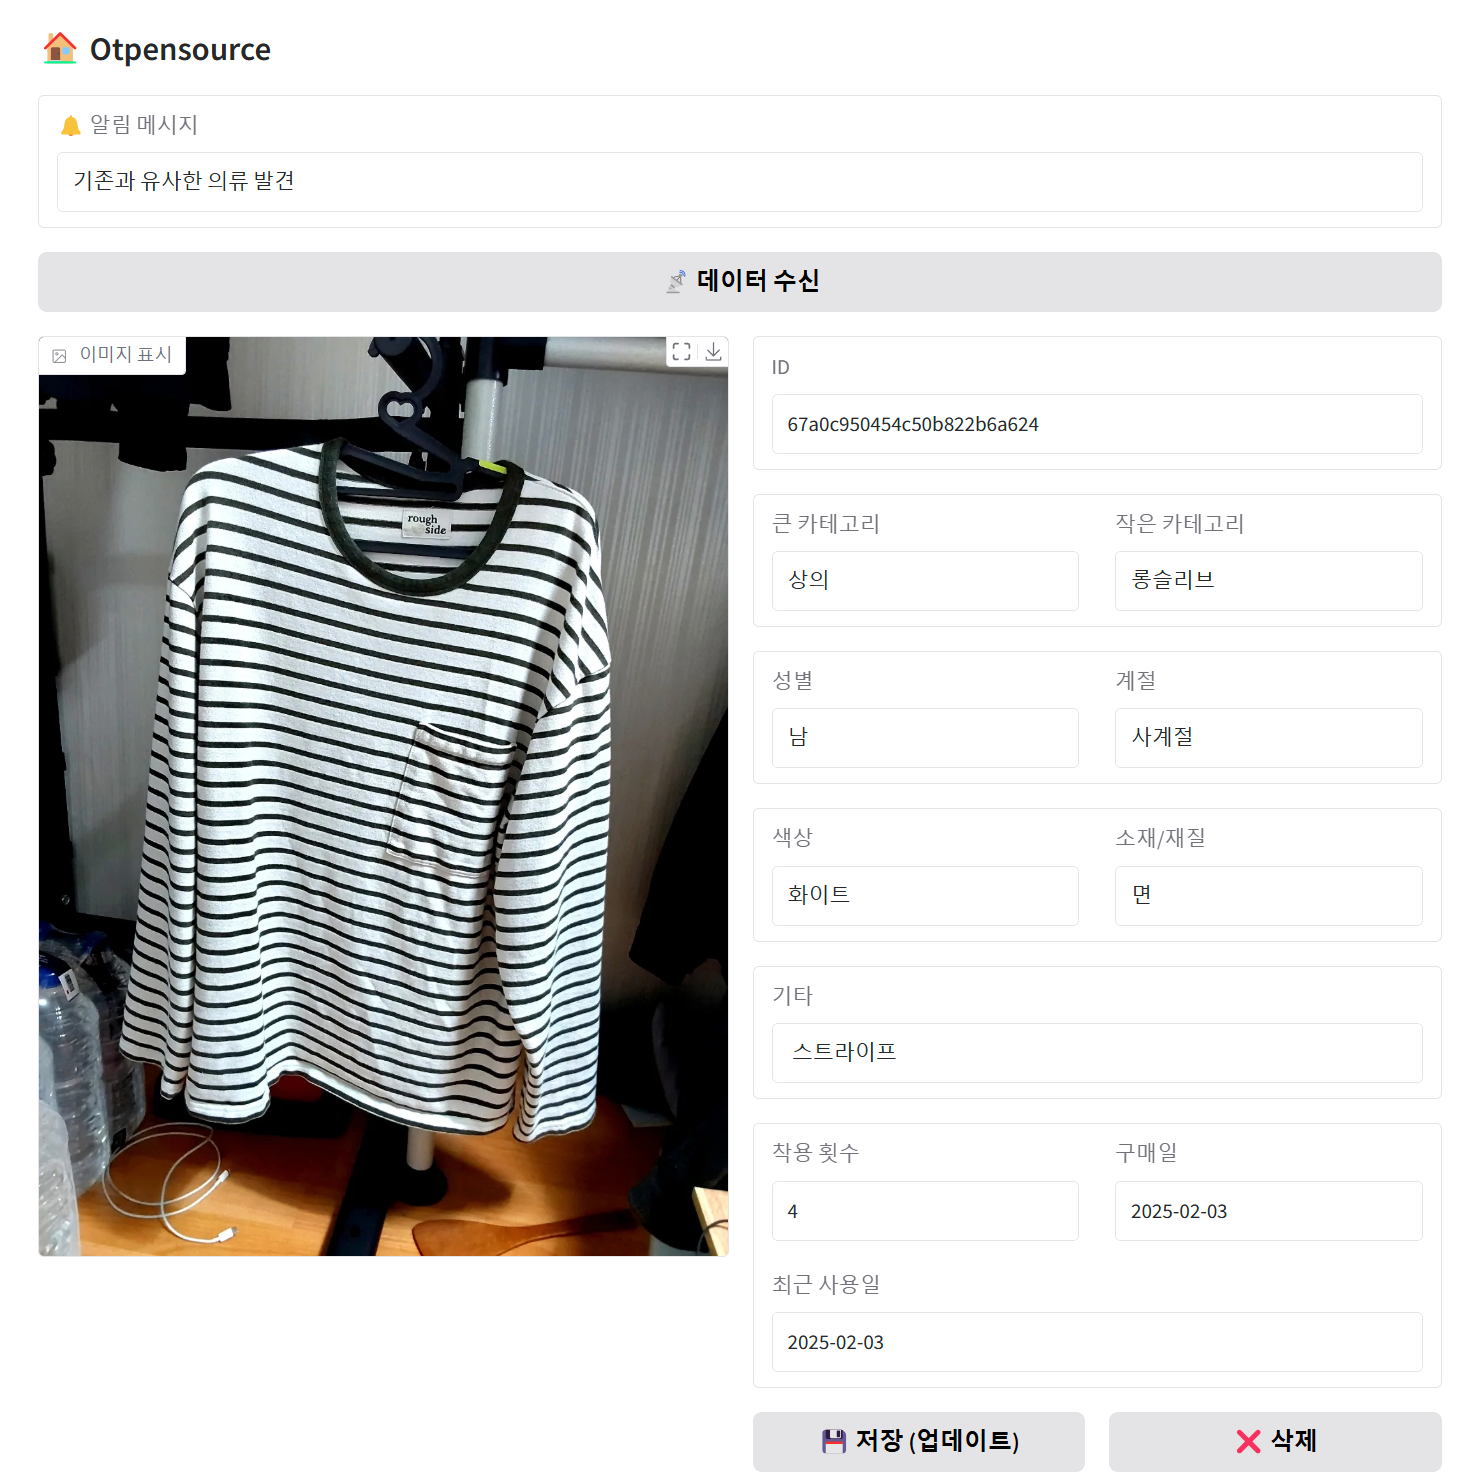 Otpensource
알림 메시지
기존과 유사한 의류 발견
데이터 수신
이미지 표시
rough
side
ID
67a0c950454c50b822b6a624
큰 카테고리
작은 카테고리
상의
롱슬리브
성별
계절
남
사계절
색상
소재/재질
화이트
면
기타
스트라이프
착용 횟수
구매일
4
2025-02-03
최근 사용일
2025-02-03
저장 (업데이트)
삭제